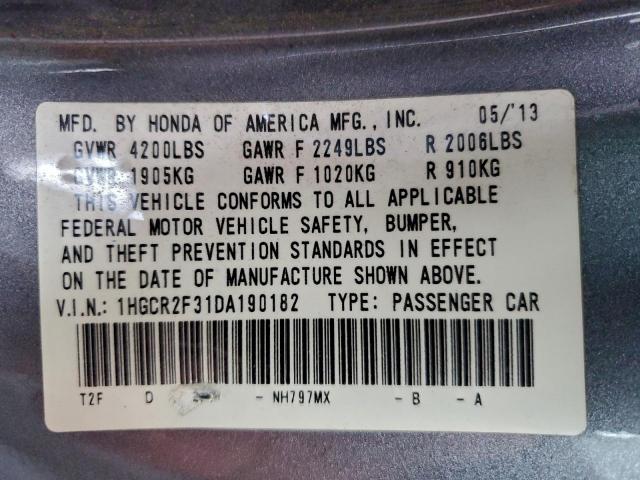 MFD. BY HONDA OF AMERICA MFG., INC. 05/'13
GVWR 4200LBS GAWR F 2249LBS R 2006LBS
GVWR 1905KG GAWR F 1020KG R 910KG
THIS VEHICLE CONFORMS TO ALL APPLICABLE
FEDERAL MOTOR VEHICLE SAFETY, BUMPER,
AND THEFT PREVENTION STANDARDS IN EFFECT
ON THE DATE OF MANUFACTURE SHOWN ABOVE.
V.I.N.: 1HGCR2F31DA190182 TYPE: PASSENGER CAR
T2F D - NH797MX - B - A